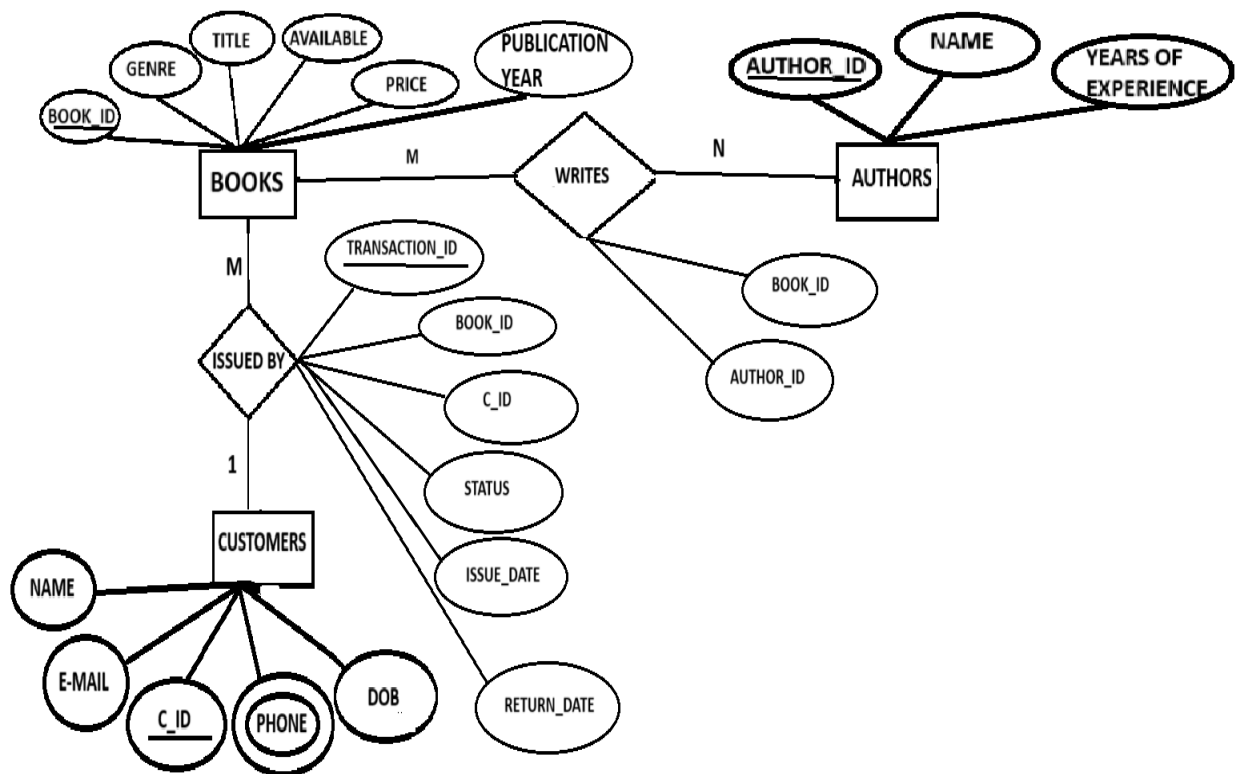 TITLE
AVAILABLE
PUBLICATION
YEAR
GENRE
PRICE
BOOK_ID
AUTHOR_ID
NAME
YEARS OF
EXPERIENCE
BOOKS
M
WRITES
N
AUTHORS
M
TRANSACTION_ID
BOOK_ID
BOOK_ID
ISSUED BY
C_ID
AUTHOR_ID
1
STATUS
CUSTOMERS
ISSUE_DATE
NAME
E-MAIL
C_ID
PHONE
DOB
RETURN_DATE